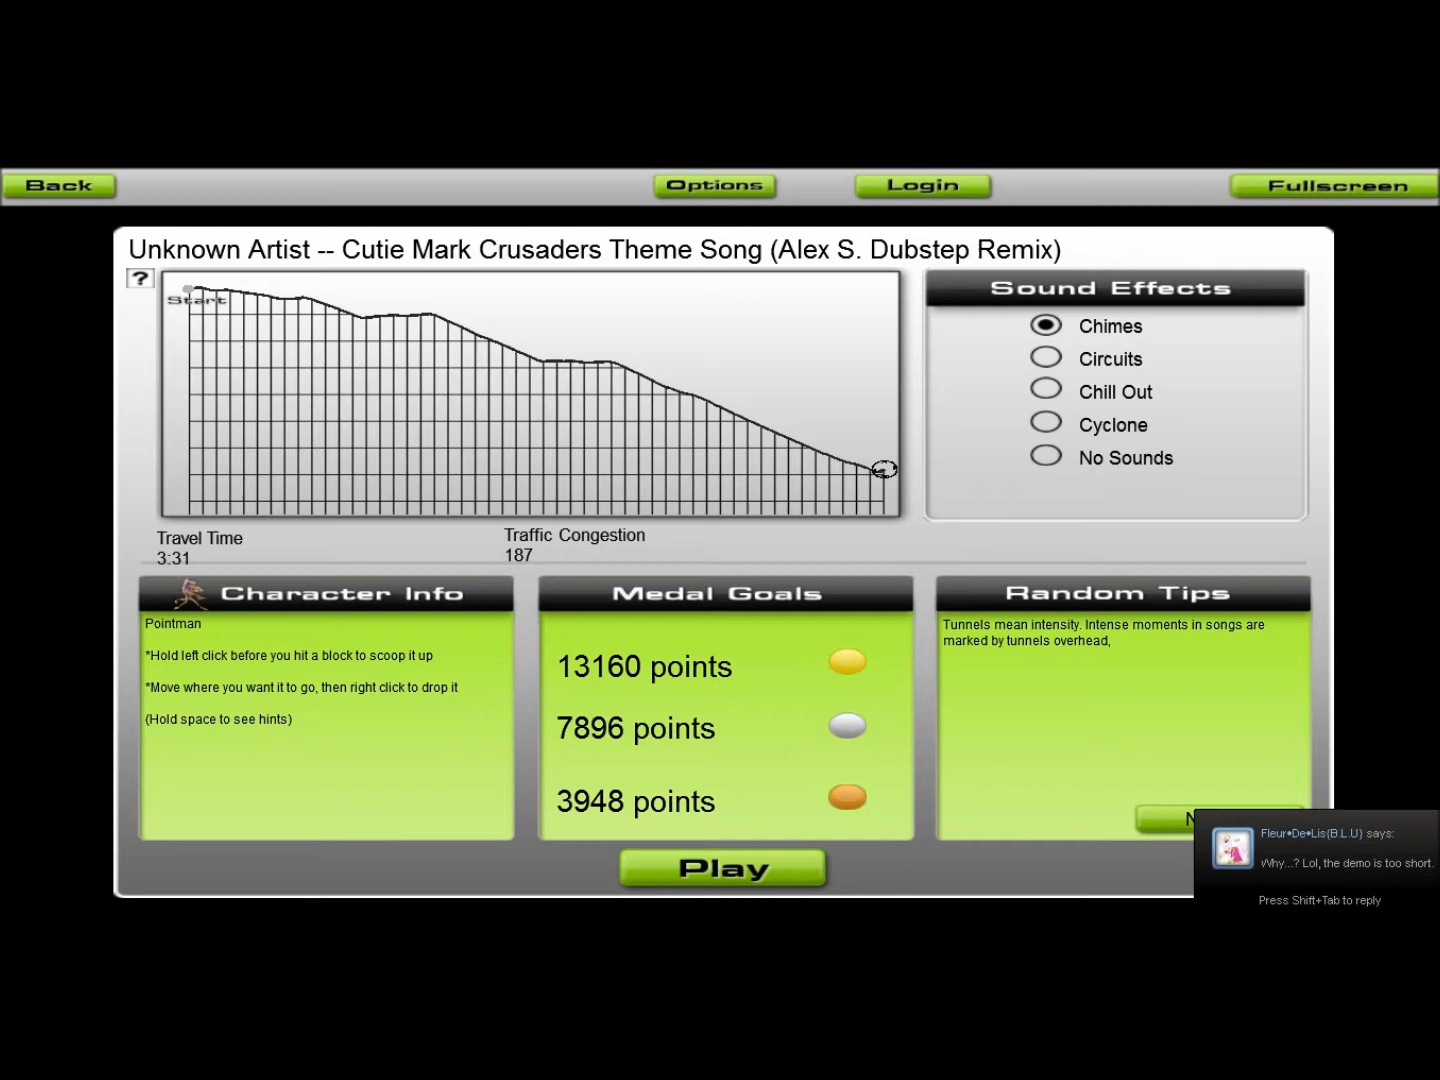 Back
Options
Login
Fullscreen
Unknown Artist -- Cutie Mark Crusaders Theme Song (Alex S. Dubstep Remix)
?
Start
Sound Effects
Chimes
Circuits
Chill Out
Cyclone
No Sounds
Travel Time
3:31
Traffic Congestion
187
Character Info
Pointman
*Hold left click before you hit a block to scoop it up
*Move where you want it to go, then right click to drop it
(Hold space to see hints)
Medal Goals
13160 points
7896 points
3948 points
Random Tips
Tunnels mean intensity. Intense moments in songs are
marked by tunnels overhead,
Play
Fleur•De•Lis{B.L.U} says:
Why...? Lol, the demo is too short.
Press Shift+Tab to reply